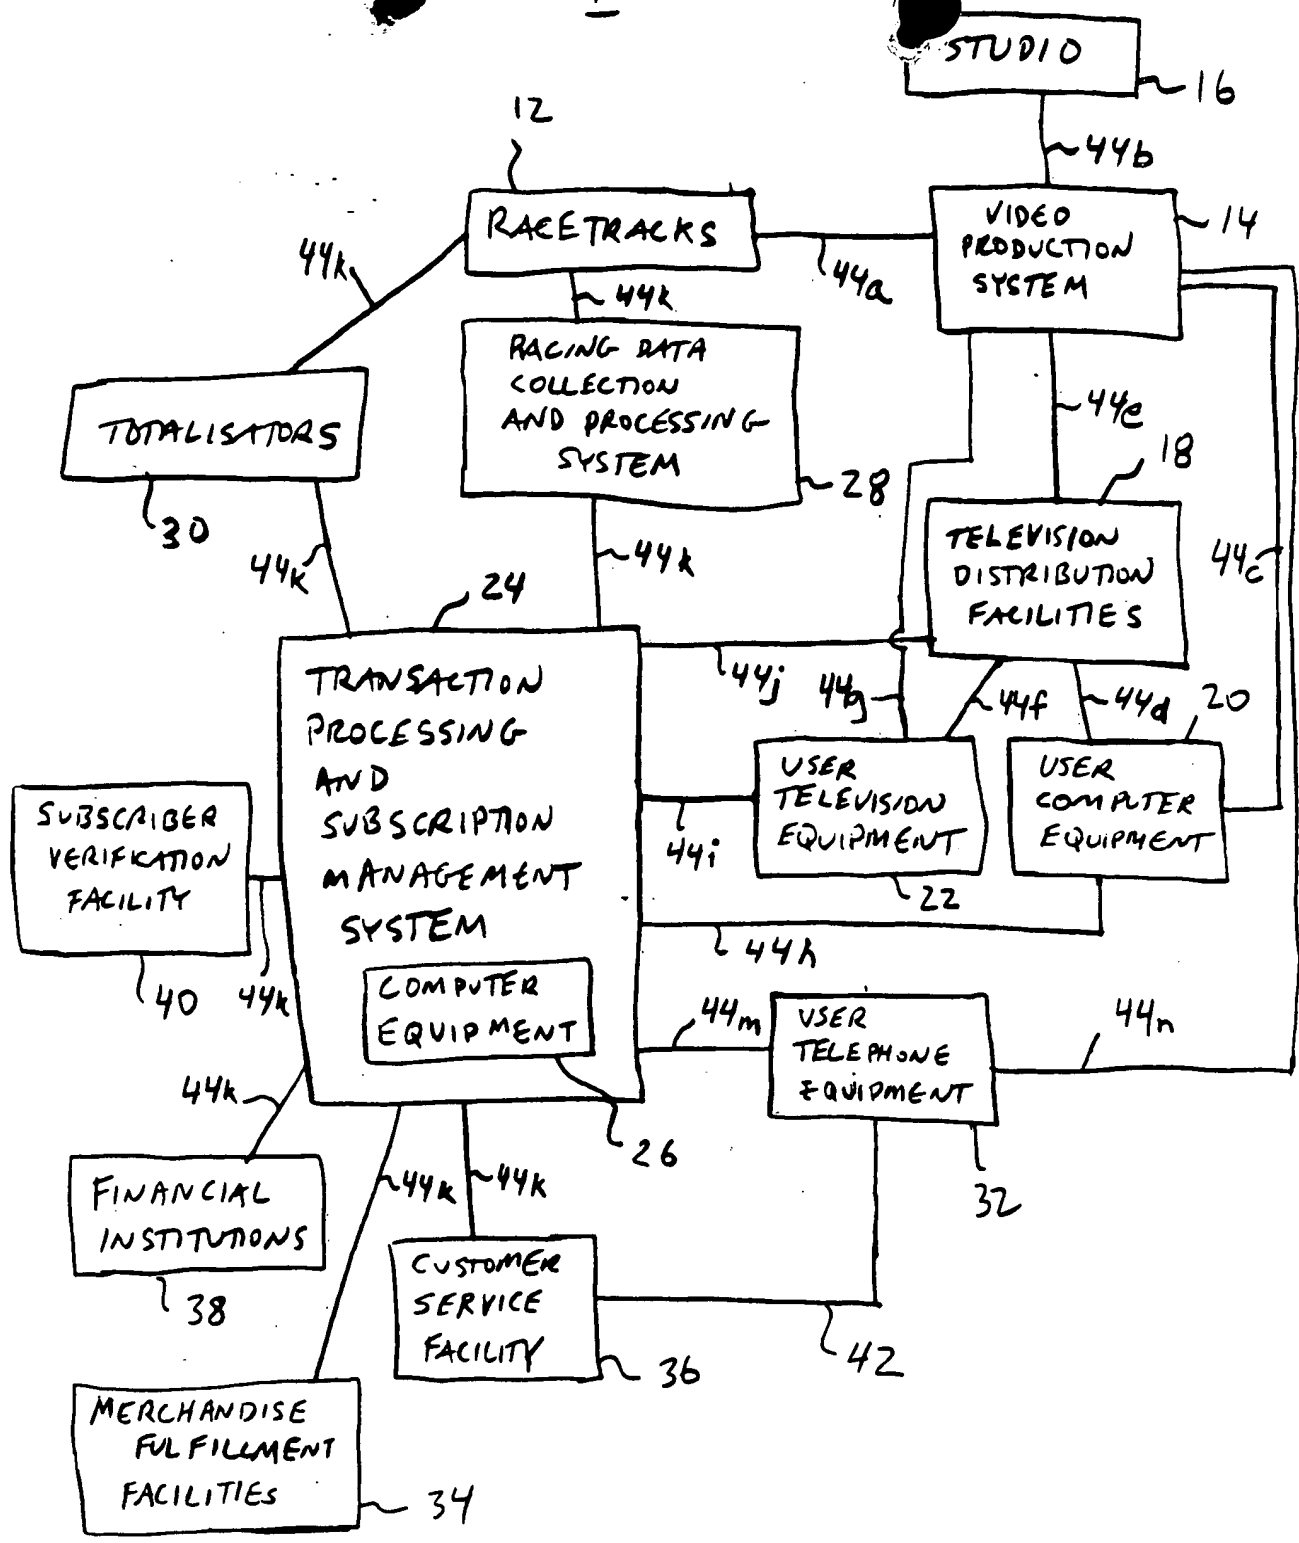 STUDIO
16
44b
12
RACETRACKS
44a
VIDEO
PRODUCTION
SYSTEM
14
44k
44k
RACING DATA
COLLECTION
AND PROCESSING
SYSTEM
28
TOTALISATORS
30
44e
18
TELEVISION
DISTRIBUTION
FACILITIES
44c
44k
44k
24
TRANSACTION
PROCESSING
AND
SUBSCRIPTION
MANAGEMENT
SYSTEM
COMPUTER
EQUIPMENT
26
44j
44g
44f
44d
20
USER
TELEVISION
EQUIPMENT
22
USER
COMPUTER
EQUIPMENT
44i
44h
SUBSCRIBER
VERIFICATION
FACILITY
40
44k
44m
USER
TELEPHONE
EQUIPMENT
32
44n
44k
FINANCIAL
INSTITUTIONS
38
44k
44k
CUSTOMER
SERVICE
FACILITY
36
42
MERCHANDISE
FULFILLMENT
FACILITIES
34